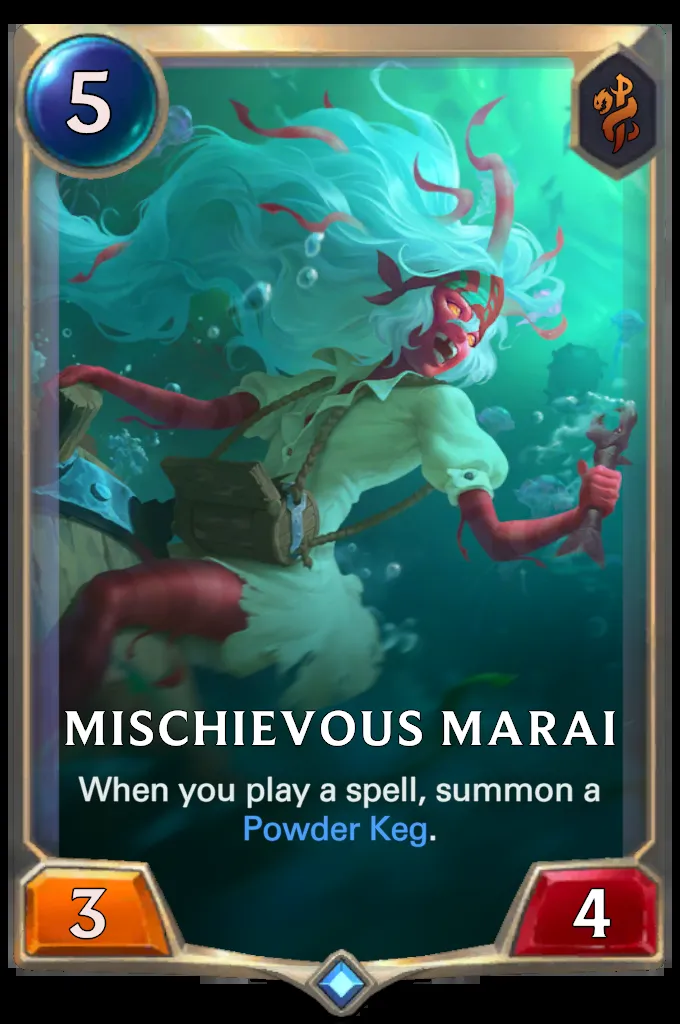 5
MISCHIEVOUS MARAI
When you play a spell, summon a
Powder Keg.
3
4